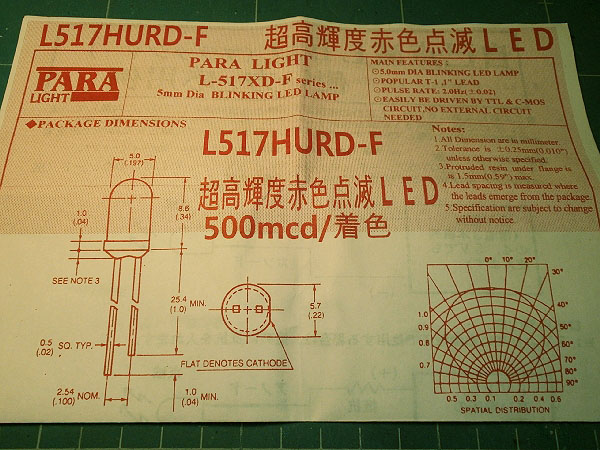 L517HURD-F 超高輝度赤色点滅LED
PARA
LIGHT
PARA LIGHT
L-517XD-F series ...
5mm Dia BLINKING LED LAMP
MAIN FEATURES :
⊙5.0mm DIA BLINKING LED LAMP
⊙POPULAR T-1 ,1" LEAD
⊙PULSE RATE: 2.0Hz(±0.02)
⊙EASILY BE DRIVEN BY TTL & C-MOS
CIRCUIT,NO EXTERNAL CIRCUIT
NEEDED
◆PACKAGE DIMENSIONS
L517HURD-F
超高輝度赤色点滅LED
500mcd/着色
Notes:
1.All Dimension are in millimeter.
2.Tolerance is ±0.25mm(0.010")
unless otherwise specified.
3.Protruded resin under flange is
is 1.5mm(0.59") max.
4.Lead spacing is measured where
the leads emerge from the package.
5.Specification are subject to change
without notice.
5.0
(.197)
8.6
(.34)
1.0
(.04)
SEE NOTE 3
25.4 MIN.
(1.0)
0.5 SQ. TYP.
(.02)
FLAT DENOTES CATHODE
5.7
(.22)
2.54 NOM.
(.100)
1.0 MIN.
(.04)
0° 10° 20°
30°
40°
50°
60°
70°
80°
90°
1.0
0.9
0.8
0.7
0.5 0.3 0.1 0.2 0.4 0.6
SPATIAL DISTRIBUTION